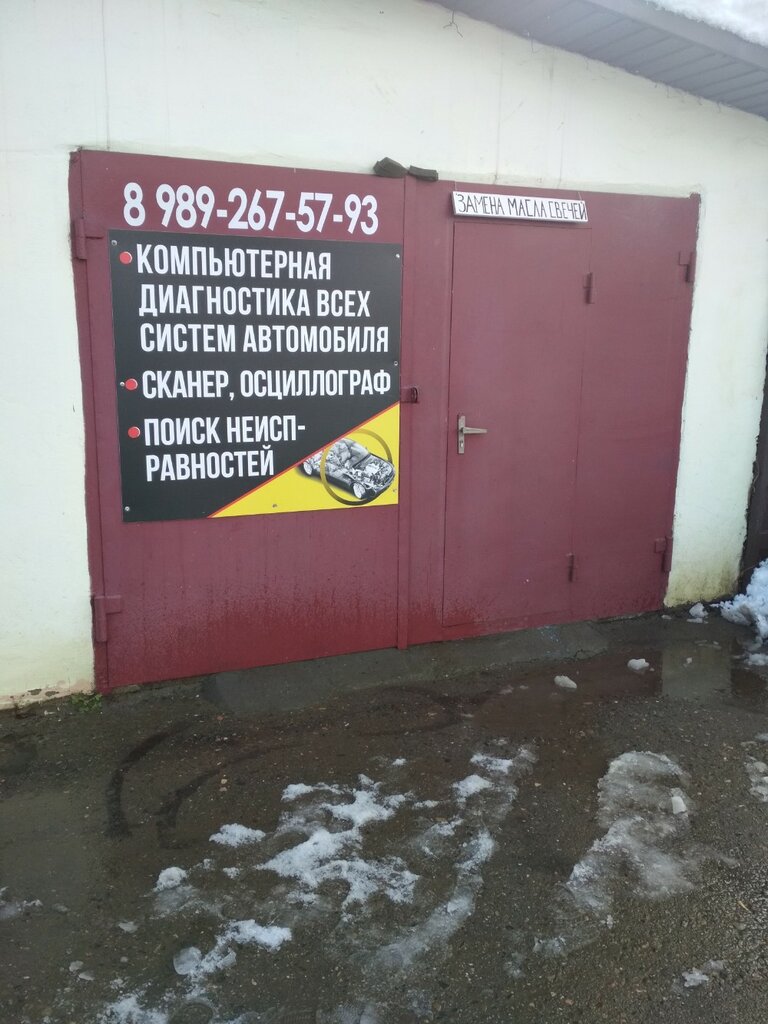 8 989-267-57-93
ЗАМЕНА МАСЛА СВЕЧЕЙ
КОМПЬЮТЕРНАЯ
ДИАГНОСТИКА ВСЕХ
СИСТЕМ АВТОМОБИЛЯ
СКАНЕР, ОСЦИЛЛОГРАФ
ПОИСК НЕИСП-
РАВНОСТЕЙ